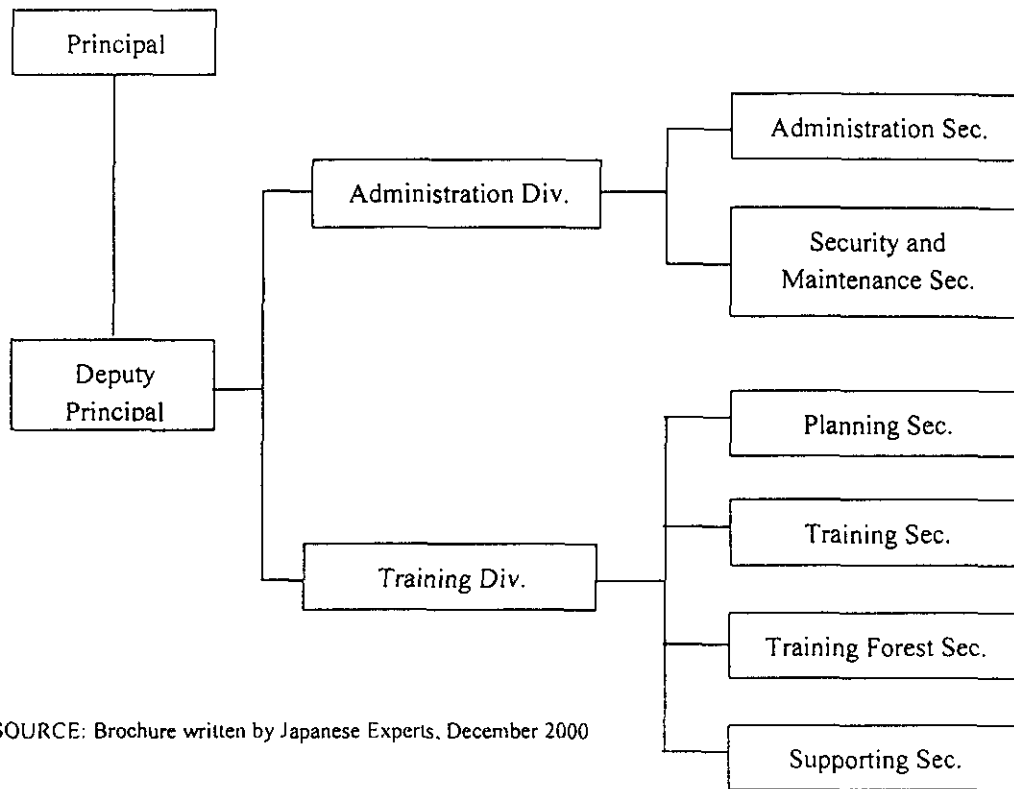 Principal
Administration Sec.
Administration Div.
Security and
Maintenance Sec.
Deputy
Principal
Planning Sec.
Training Sec.
Training Div.
Training Forest Sec.
SOURCE: Brochure written by Japanese Experts, December 2000
Supporting Sec.